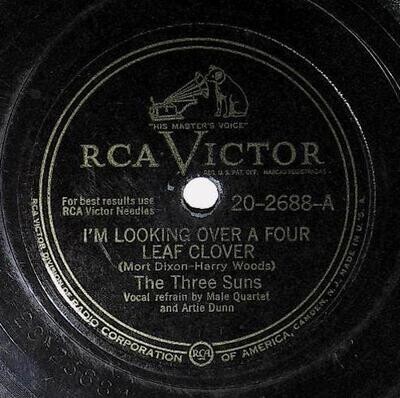 "HIS MASTER'S VOICE"
RCA VICTOR
REG. U.S. PAT. OFF. MARCAS REGISTRADAS
For best results use
RCA Victor Needles
20-2688-A
I'M LOOKING OVER A FOUR
LEAF CLOVER
(Mort Dixon-Harry Woods)
The Three Suns
Vocal refrain by Male Quartet
and Artie Dunn
RCA VICTOR DIVISION OF RADIO CORPORATION OF AMERICA, CAMDEN, N.J. MADE IN U.S.A.
RCA